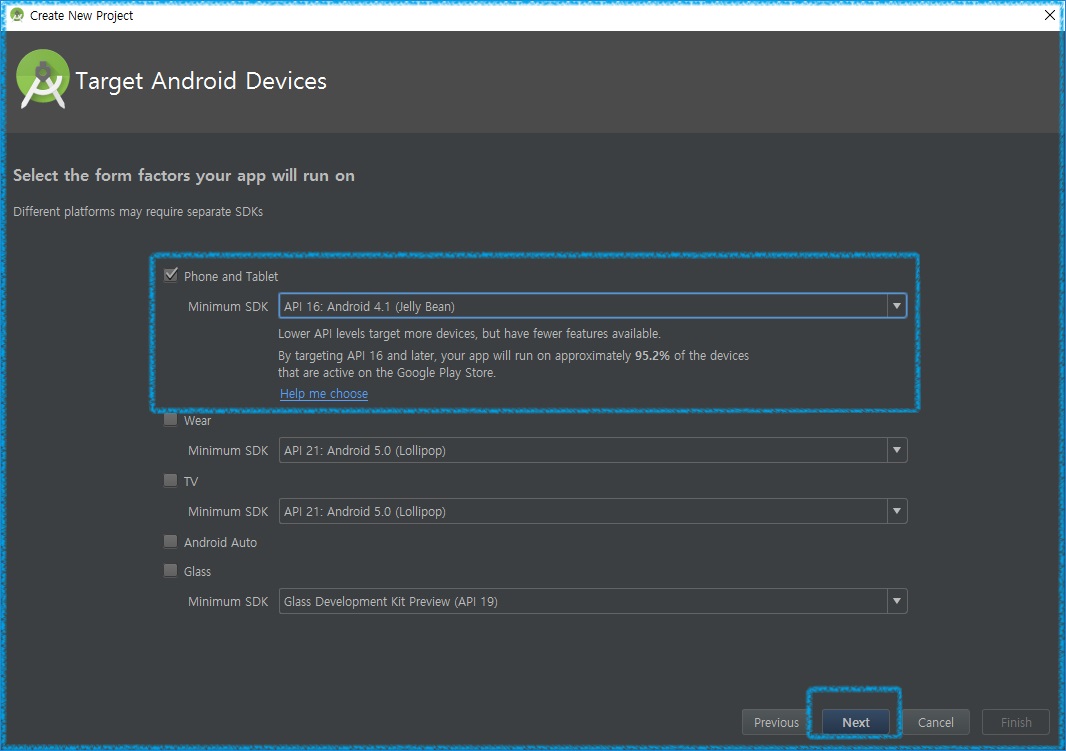 Create New Project
Target Android Devices
Select the form factors your app will run on
Different platforms may require separate SDKs
Phone and Tablet
Minimum SDK API 16: Android 4.1 (Jelly Bean)
Lower API levels target more devices, but have fewer features available.
By targeting API 16 and later, your app will run on approximately 95.2% of the devices
that are active on the Google Play Store.
Help me choose
Wear
Minimum SDK API 21: Android 5.0 (Lollipop)
TV
Minimum SDK API 21: Android 5.0 (Lollipop)
Android Auto
Glass
Minimum SDK Glass Development Kit Preview (API 19)
Previous Next Cancel Finish